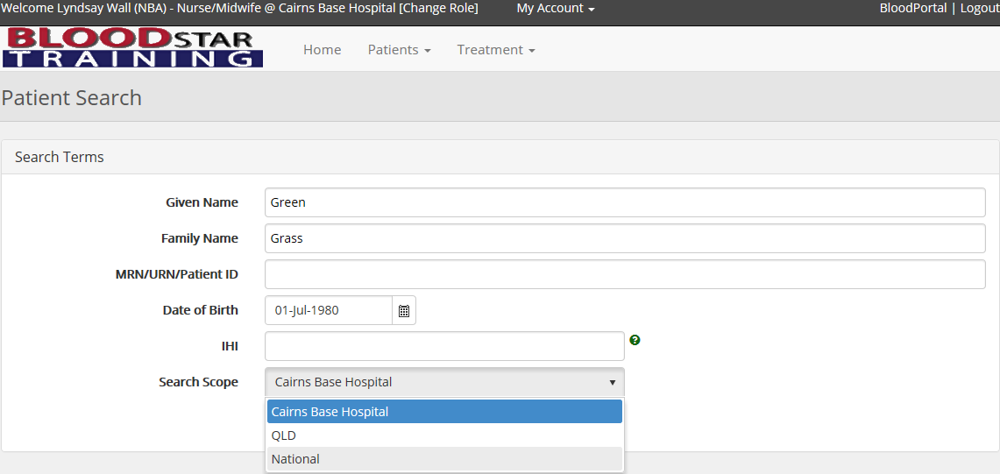 Welcome Lyndsay Wall (NBA) - Nurse/Midwife @ Cairns Base Hospital [Change Role] My Account BloodPortal | Logout
BLOODSTAR
TRAINING
Home Patients Treatment
Patient Search
Search Terms
Given Name Green
Family Name Grass
MRN/URN/Patient ID
Date of Birth 01-Jul-1980
IHI ?
Search Scope Cairns Base Hospital
Cairns Base Hospital
QLD
National